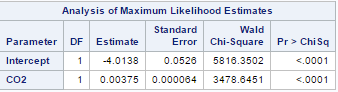 Analysis of Maximum Likelihood Estimates
Parameter DF Estimate Standard Error Wald Chi-Square Pr > ChiSq
Intercept 1 -4.0138 0.0526 5816.3502 <.0001
CO2 1 0.00375 0.000064 3478.6451 <.0001